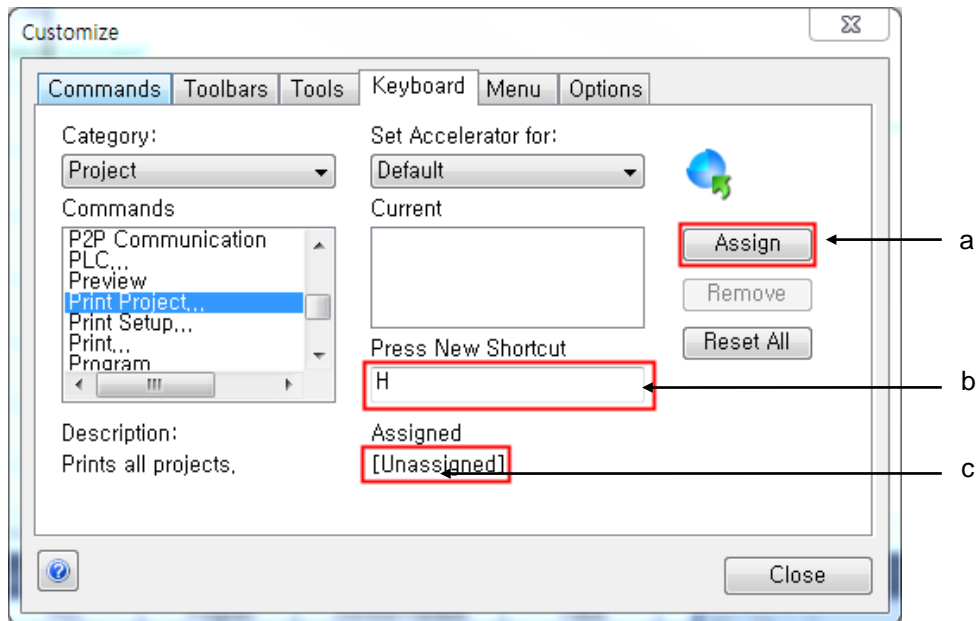 Customize
Commands Toolbars Tools Keyboard Menu Options
Category:
Project
Commands
P2P Communication
PLC...
Preview
Print Project...
Print Setup...
Print...
Program
Description:
Prints all projects.
Set Accelerator for:
Default
Current
Press New Shortcut
H
Assigned
[Unassigned]
Assign
Remove
Reset All
a
b
c
Close